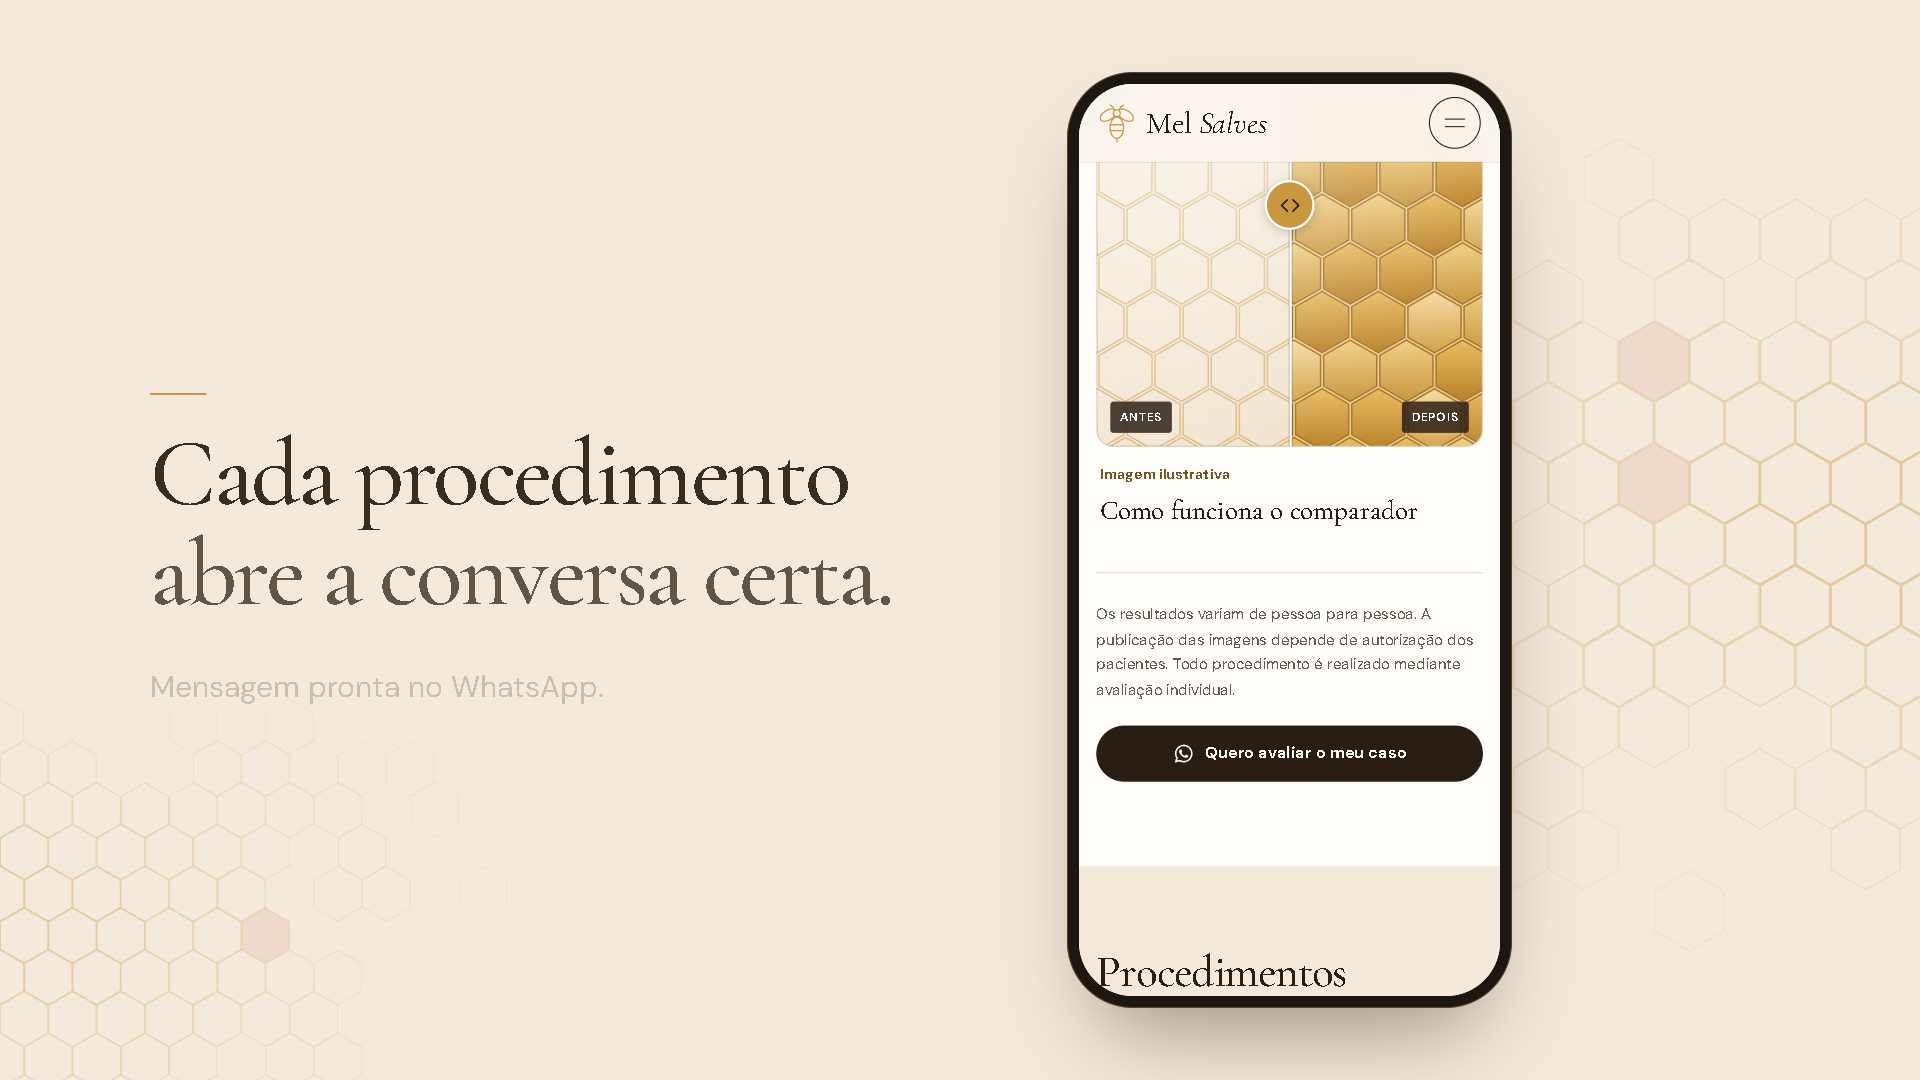 Cada procedimento
abre a conversa certa.
Mensagem pronta no WhatsApp.
Mel Salves
ANTES
DEPOIS
Imagem ilustrativa
Como funciona o comparador
Os resultados variam de pessoa para pessoa. A
publicação das imagens depende de autorização dos
pacientes. Todo procedimento é realizado mediante
avaliação individual.
Quero avaliar o meu caso
Procedimentos